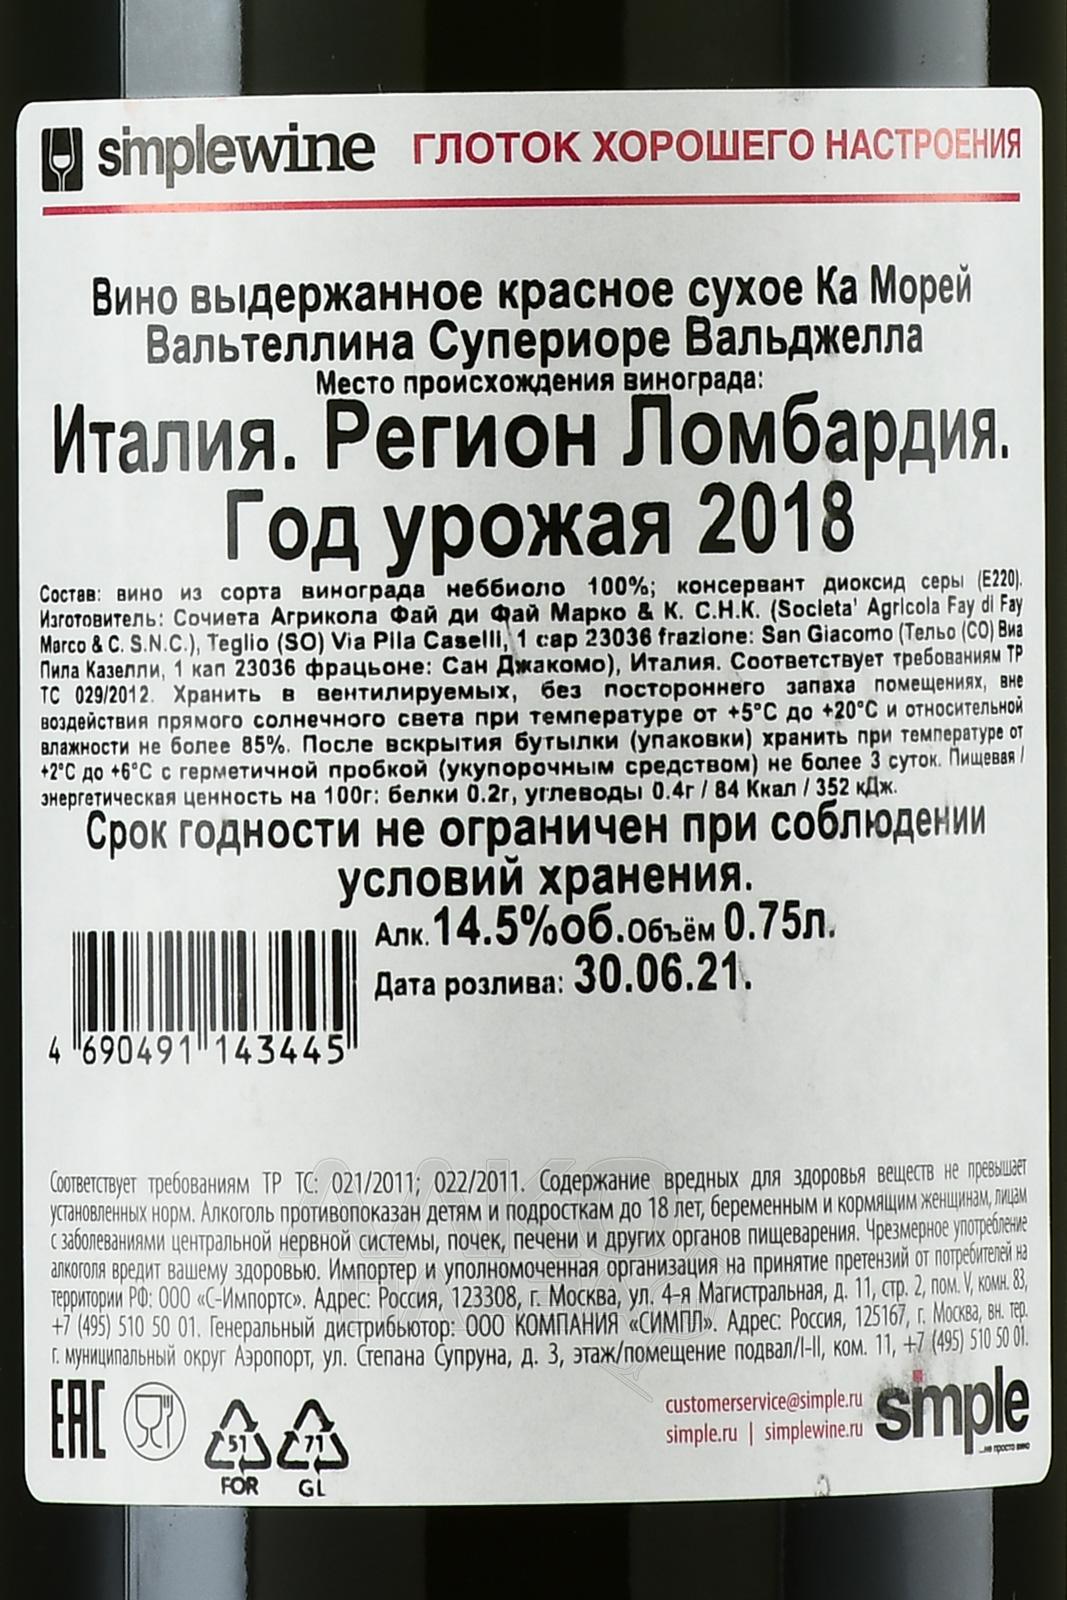 simplewine ГЛОТОК ХОРОШЕГО НАСТРОЕНИЯ
Вино выдержанное красное сухое Ка Морей
Вальтеллина Супериоре Вальджелла
Место происхождения винограда:
Италия. Регион Ломбардия.
Год урожая 2018
Состав: вино из сорта винограда неббиоло 100%; консервант диоксид серы (E220).
Изготовитель: Сочиета Агрикола Фай ди Фай Марко & К. С.Н.К. (Societa' Agricola Fay di Fay
Marco & C. S.N.C.), Teglio (SO) Via Pila Caselli, 1 cap 23036 frazione: San Giacomo (Тельо (СО) Виа
Пила Казелли, 1 кап 23036 фрацьоне: Сан Джакомо), Италия. Соответствует требованиям ТР
ТС 029/2012. Хранить в вентилируемых, без постороннего запаха помещениях, вне
воздействия прямого солнечного света при температуре от +5°C до +20°C и относительной
влажности не более 85%. После вскрытия бутылки (упаковки) хранить при температуре от
+2°C до +6°C с герметичной пробкой (укупорочным средством) не более 3 суток. Пищевая /
энергетическая ценность на 100г: белки 0.2г, углеводы 0.4г / 84 Ккал / 352 кДж.
Срок годности не ограничен при соблюдении
условий хранения.
Алк. 14.5%об. Объём 0.75л.
Дата розлива: 30.06.21.
4 690491 143445
Соответствует требованиям ТР ТС: 021/2011; 022/2011. Содержание вредных для здоровья веществ не превышает
установленных норм. Алкоголь противопоказан детям и подросткам до 18 лет, беременным и кормящим женщинам, лицам
с заболеваниями центральной нервной системы, почек, печени и других органов пищеварения. Чрезмерное употребление
алкоголя вредит вашему здоровью. Импортер и уполномоченная организация на принятие претензий от потребителей на
территории РФ: ООО «С-Импортс». Адрес: Россия, 123308, г. Москва, ул. 4-я Магистральная, д. 11, стр. 2, пом. V, комн. 83,
+7 (495) 510 50 01. Генеральный дистрибьютор: ООО КОМПАНИЯ «СИМПЛ». Адрес: Россия, 125167, г. Москва, вн. тер.
г. муниципальный округ Аэропорт, ул. Степана Супруна, д. 3, этаж/помещение подвал/I-II, ком. 11, +7 (495) 510 50 01.
EAC 51 FOR 71 GL
customerservice@simple.ru
simple.ru | simplewine.ru
simple
...не просто вино